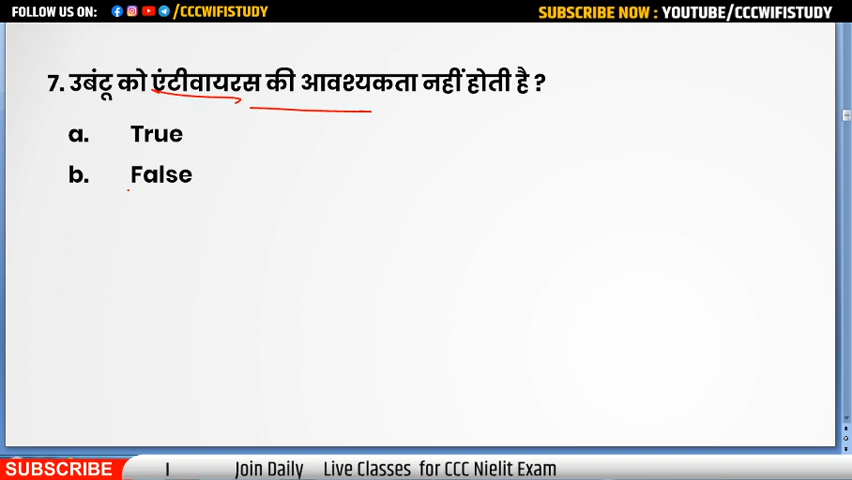 FOLLOW US ON: /CCCWIFISTUDY SUBSCRIBE NOW : YOUTUBE/CCCWIFISTUDY
7. उबंटू को एंटीवायरस की आवश्यकता नहीं होती है ?
a. True
b. False
SUBSCRIBE I Join Daily Live Classes for CCC Nielit Exam